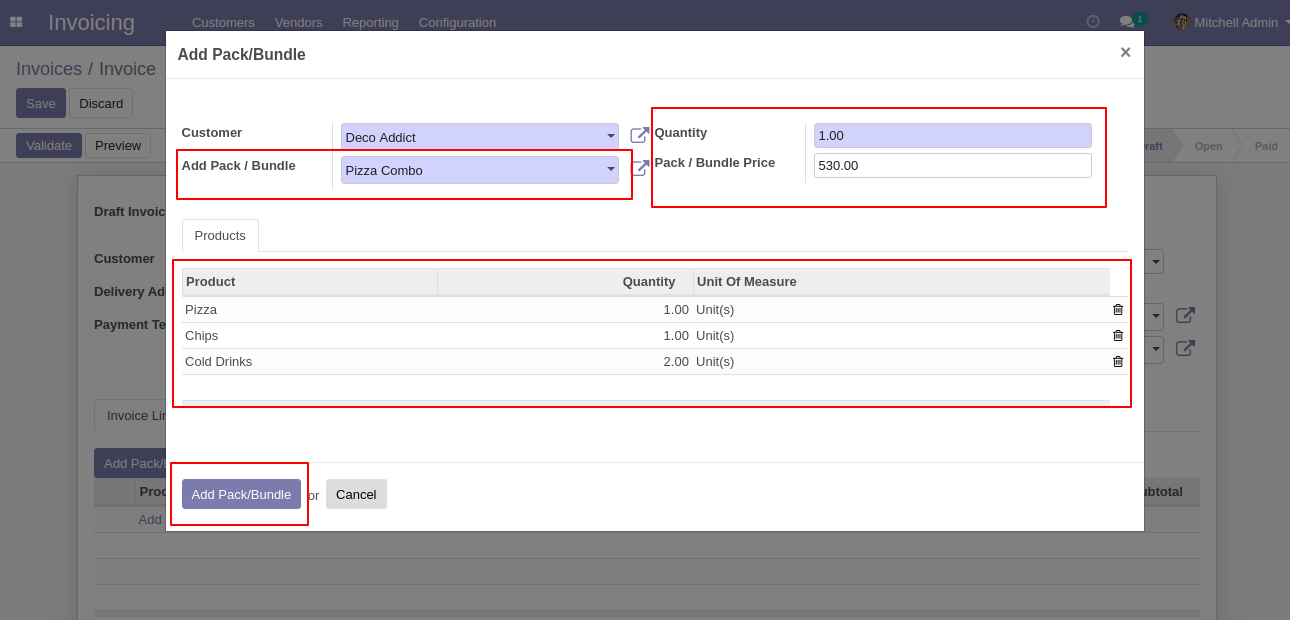 Invoicing Customers Vendors Reporting Configuration 1 Mitchell Admin
Add Pack/Bundle ×
Invoices / Invoice
Save Discard
Validate Preview
Open Paid
Customer Deco Addict Quantity 1.00
Add Pack / Bundle Pizza Combo Pack / Bundle Price 530.00
Draft Invoic
Products
Customer
Delivery Ad
Payment Te
Product Quantity Unit Of Measure
Pizza 1.00 Unit(s)
Chips 1.00 Unit(s)
Cold Drinks 2.00 Unit(s)
Invoice Lin
Add Pack/
Add Pack/Bundle or Cancel
Proc
ubtotal
Add